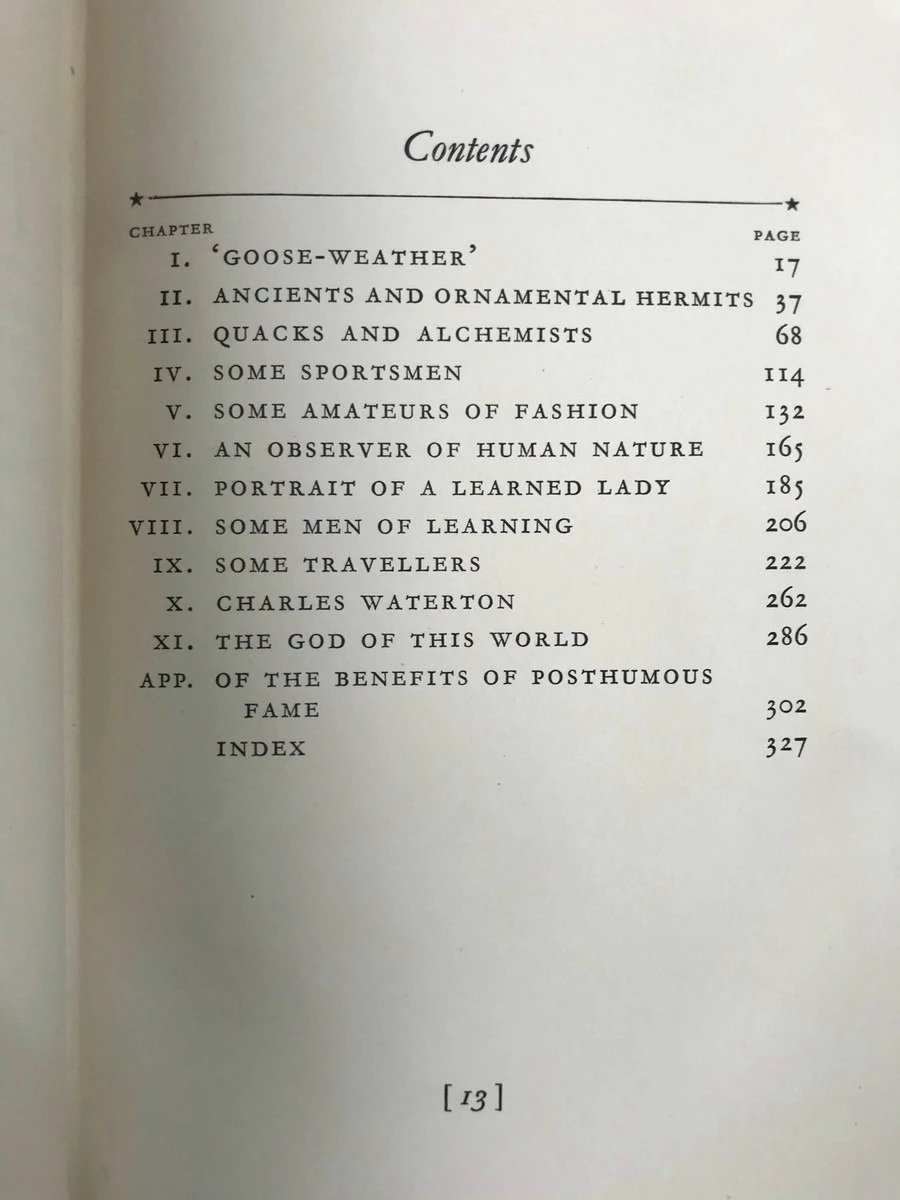 Contents
CHAPTER PAGE
I. ‘GOOSE-WEATHER’ 17
II. ANCIENTS AND ORNAMENTAL HERMITS 37
III. QUACKS AND ALCHEMISTS 68
IV. SOME SPORTSMEN 114
V. SOME AMATEURS OF FASHION 132
VI. AN OBSERVER OF HUMAN NATURE 165
VII. PORTRAIT OF A LEARNED LADY 185
VIII. SOME MEN OF LEARNING 206
IX. SOME TRAVELLERS 222
X. CHARLES WATERTON 262
XI. THE GOD OF THIS WORLD 286
APP. OF THE BENEFITS OF POSTHUMOUS
FAME 302
INDEX 327
[ 13 ]